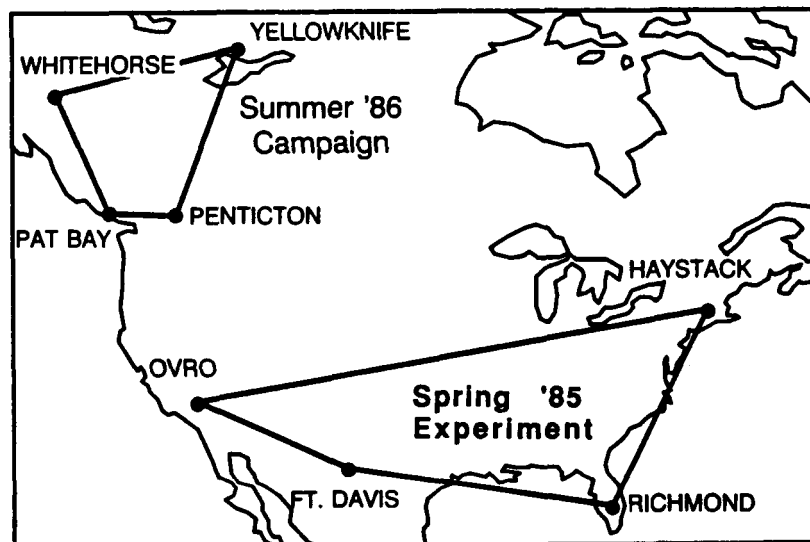 YELLOWKNIFE
WHITEHORSE
Summer '86
Campaign
PAT BAY
PENTICTON
HAYSTACK
OVRO
Spring '85
Experiment
FT. DAVIS
RICHMOND